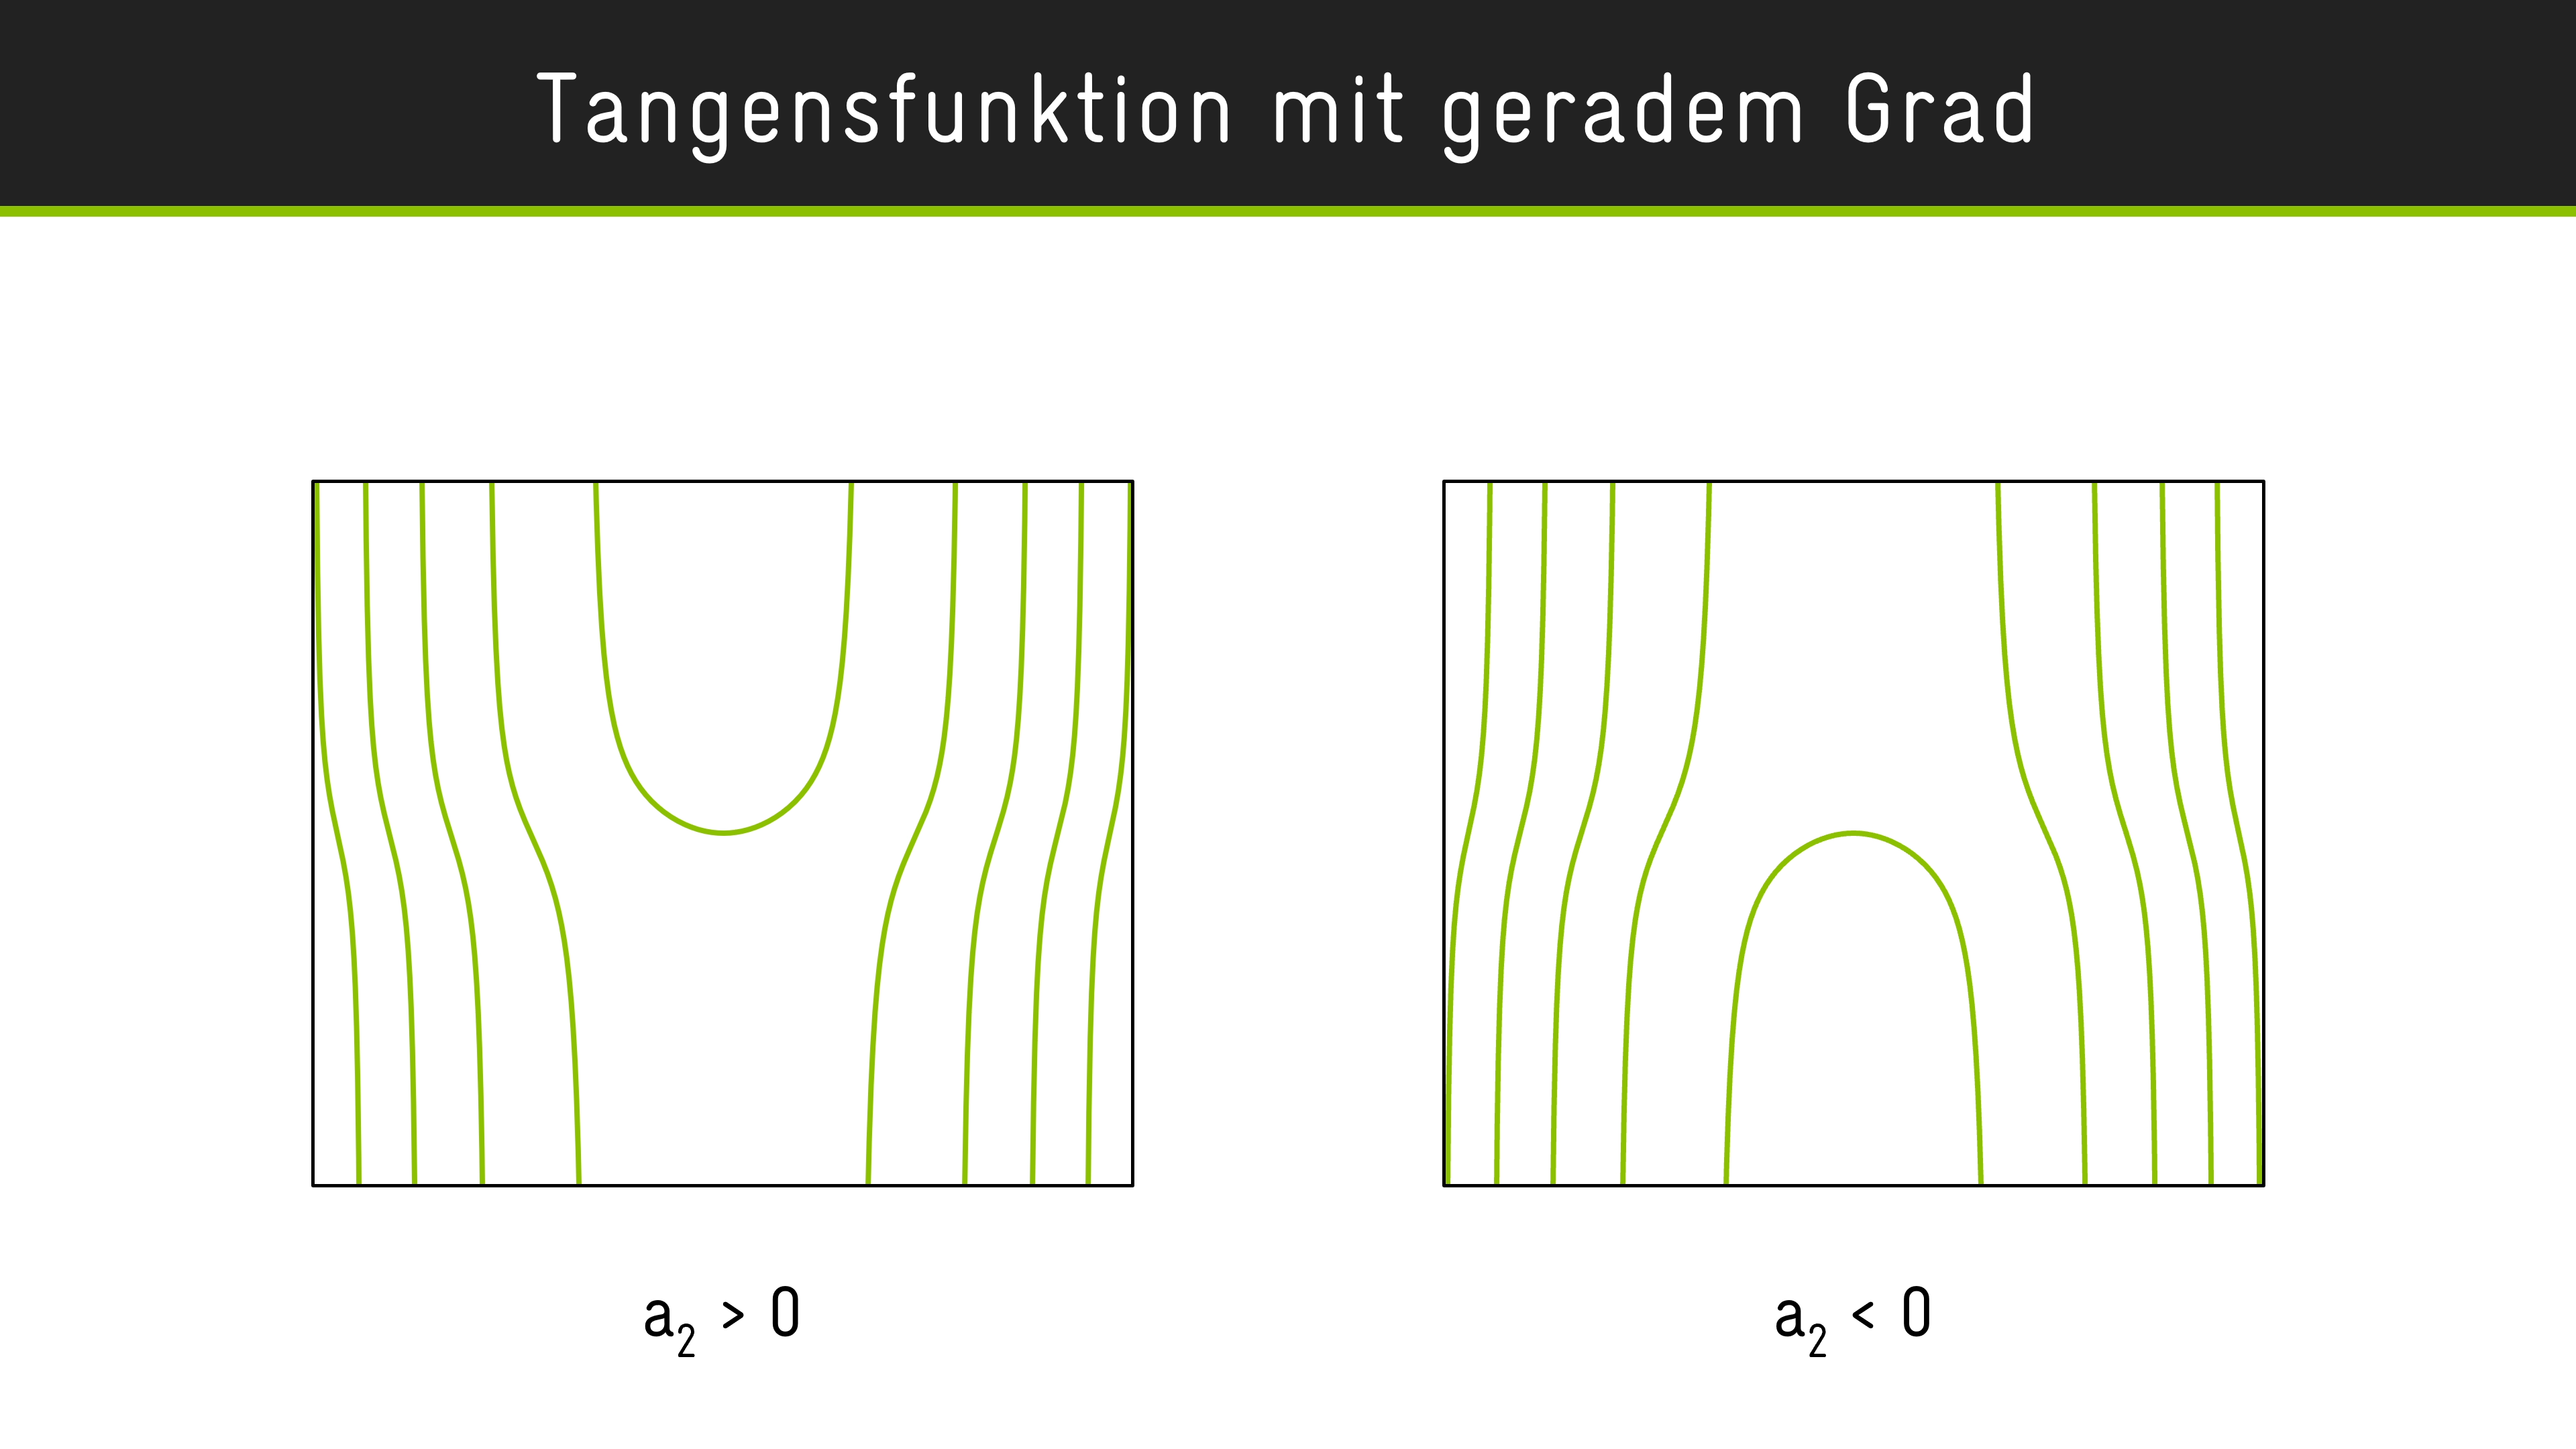 Tangensfunktion mit geradem Grad
a₂ > 0
a₂ < 0